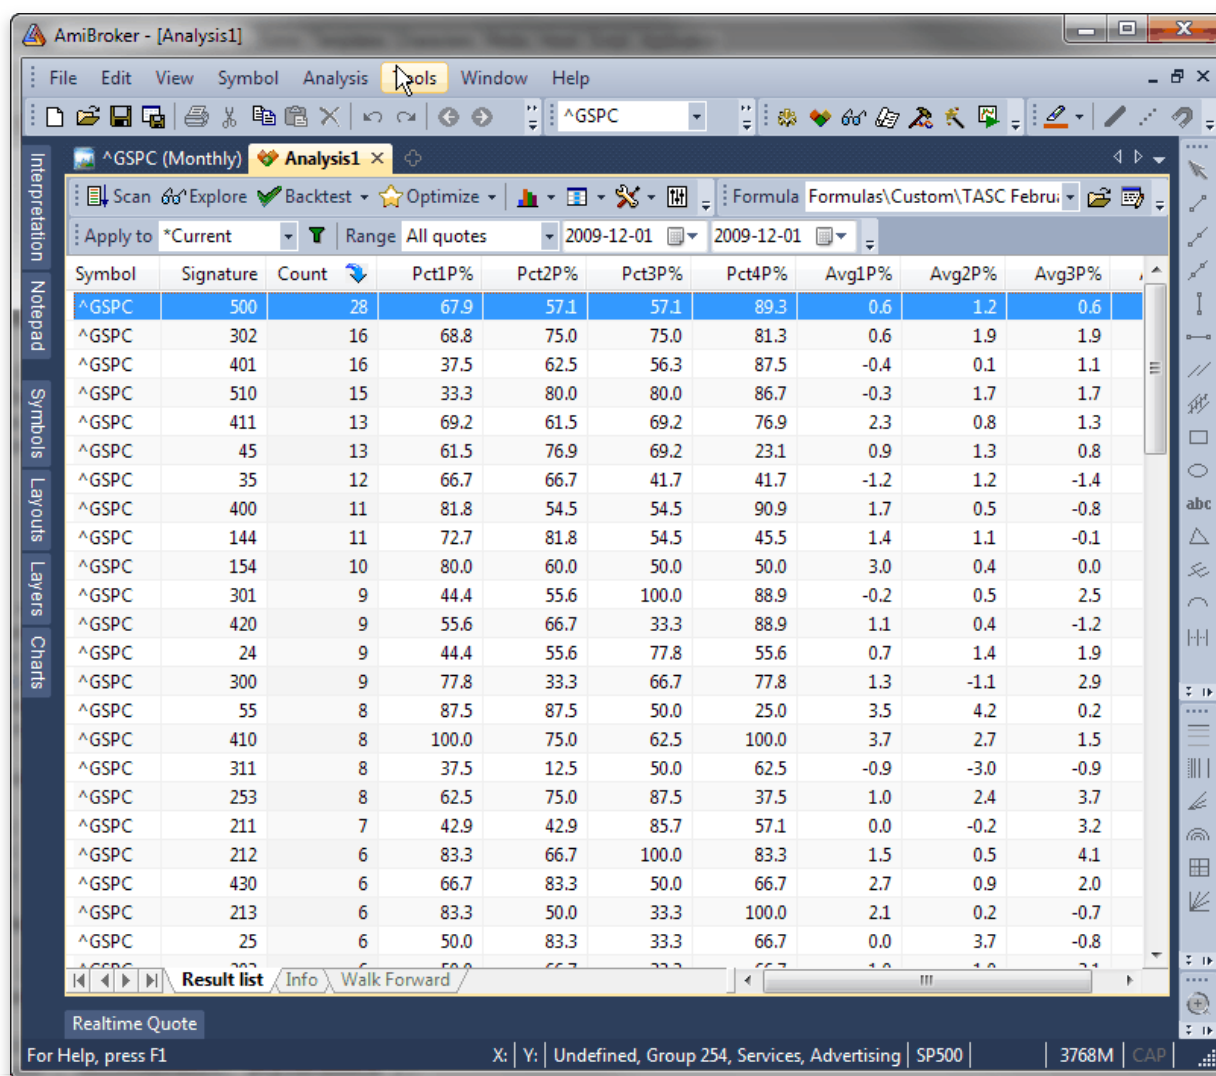 AmiBroker - [Analysis1]
File Edit View Symbol Analysis Tools Window Help
^GSPC
^GSPC (Monthly) Analysis1
Scan Explore Backtest Optimize Formula Formulas\Custom\TASC Februa
Apply to *Current Range All quotes 2009-12-01 2009-12-01
Symbol Signature Count Pct1P% Pct2P% Pct3P% Pct4P% Avg1P% Avg2P% Avg3P%
^GSPC 500 28 67.9 57.1 57.1 89.3 0.6 1.2 0.6
^GSPC 302 16 68.8 75.0 75.0 81.3 0.6 1.9 1.9
^GSPC 401 16 37.5 62.5 56.3 87.5 -0.4 0.1 1.1
^GSPC 510 15 33.3 80.0 80.0 86.7 -0.3 1.7 1.7
^GSPC 411 13 69.2 61.5 69.2 76.9 2.3 0.8 1.3
^GSPC 45 13 61.5 76.9 69.2 23.1 0.9 1.3 0.8
^GSPC 35 12 66.7 66.7 41.7 41.7 -1.2 1.2 -1.4
^GSPC 400 11 81.8 54.5 54.5 90.9 1.7 0.5 -0.8
^GSPC 144 11 72.7 81.8 54.5 45.5 1.4 1.1 -0.1
^GSPC 154 10 80.0 60.0 50.0 50.0 3.0 0.4 0.0
^GSPC 301 9 44.4 55.6 100.0 88.9 -0.2 0.5 2.5
^GSPC 420 9 55.6 66.7 33.3 88.9 1.1 0.4 -1.2
^GSPC 24 9 44.4 55.6 77.8 55.6 0.7 1.4 1.9
^GSPC 300 9 77.8 33.3 66.7 77.8 1.3 -1.1 2.9
^GSPC 55 8 87.5 87.5 50.0 25.0 3.5 4.2 0.2
^GSPC 410 8 100.0 75.0 62.5 100.0 3.7 2.7 1.5
^GSPC 311 8 37.5 12.5 50.0 62.5 -0.9 -3.0 -0.9
^GSPC 253 8 62.5 75.0 87.5 37.5 1.0 2.4 3.7
^GSPC 211 7 42.9 42.9 85.7 57.1 0.0 -0.2 3.2
^GSPC 212 6 83.3 66.7 100.0 83.3 1.5 0.5 4.1
^GSPC 430 6 66.7 83.3 50.0 66.7 2.7 0.9 2.0
^GSPC 213 6 83.3 50.0 33.3 100.0 2.1 0.2 -0.7
^GSPC 25 6 50.0 83.3 33.3 66.7 0.0 3.7 -0.8
Result list Info Walk Forward
Interpretation
Notepad
Symbols
Layouts
Layers
Charts
abc
Realtime Quote
For Help, press F1 X: Y: Undefined, Group 254, Services, Advertising SP500 3768M CAP